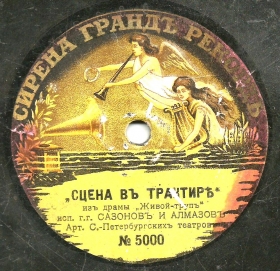 СИРЕНА ГРАНДЪ РЕКОРДЪ
„СЦЕНА ВЪ ТРАКТИРѢ“
изъ драмы „Живой-трупъ“
исп. г.г. САЗОНОВЪ И АЛМАЗОВЪ
Арт. С.-Петербургскихъ театровъ
№ 5000